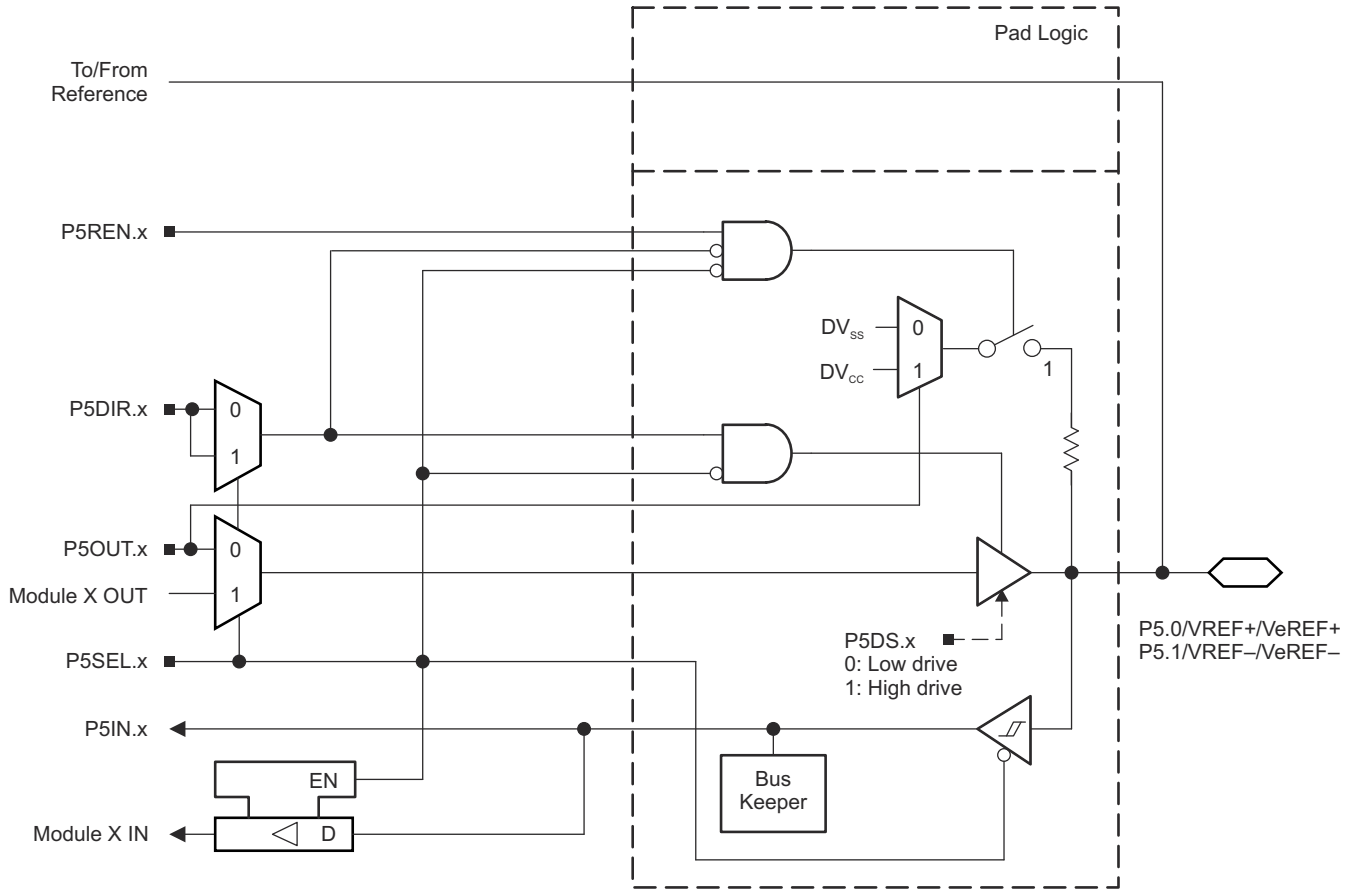 Pad Logic
To/From
Reference
P5REN.x
DVSS
0
DVCC
1
1
P5DIR.x
0
1
P5OUT.x
0
Module X OUT
1
P5DS.x
0: Low drive
1: High drive
P5.0/VREF+/VeREF+
P5.1/VREF–/VeREF–
P5SEL.x
P5IN.x
EN
Bus
Keeper
Module X IN
D